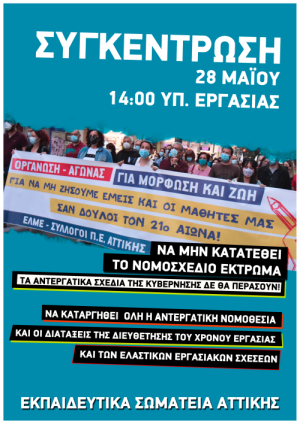 ΣΥΓΚΕΝΤΡΩΣΗ
28 ΜΑΪΟΥ
14:00 ΥΠ. ΕΡΓΑΣΙΑΣ
ΟΡΓΑΝΩΣΗ - ΑΓΩΝΑΣ ΓΙΑ ΜΟΡΦΩΣΗ ΚΑΙ ΖΩΗ
ΓΙΑ ΝΑ ΜΗ ΖΗΣΟΥΜΕ ΕΜΕΙΣ ΚΑΙ ΟΙ ΜΑΘΗΤΕΣ ΜΑΣ
ΣΑΝ ΔΟΥΛΟΙ ΤΟΝ 21ο ΑΙΩΝΑ!
ΕΛΜΕ - ΣΥΛΛΟΓΟΙ Π.Ε. ΑΤΤΙΚΗΣ
ΝΑ ΜΗΝ ΚΑΤΑΤΕΘΕΙ
ΤΟ ΝΟΜΟΣΧΕΔΙΟ ΕΚΤΡΩΜΑ
ΤΑ ΑΝΤΕΡΓΑΤΙΚΑ ΣΧΕΔΙΑ ΤΗΣ ΚΥΒΕΡΝΗΣΗΣ ΔΕ ΘΑ ΠΕΡΑΣΟΥΝ!
ΝΑ ΚΑΤΑΡΓΗΘΕΙ ΟΛΗ Η ΑΝΤΕΡΓΑΤΙΚΗ ΝΟΜΟΘΕΣΙΑ
ΚΑΙ ΟΙ ΔΙΑΤΑΞΕΙΣ ΤΗΣ ΔΙΕΥΘΕΤΗΣΗΣ ΤΟΥ ΧΡΟΝΟΥ ΕΡΓΑΣΙΑΣ
ΚΑΙ ΤΩΝ ΕΛΑΣΤΙΚΩΝ ΕΡΓΑΣΙΑΚΩΝ ΣΧΕΣΕΩΝ
ΕΚΠΑΙΔΕΥΤΙΚΑ ΣΩΜΑΤΕΙΑ ΑΤΤΙΚΗΣ